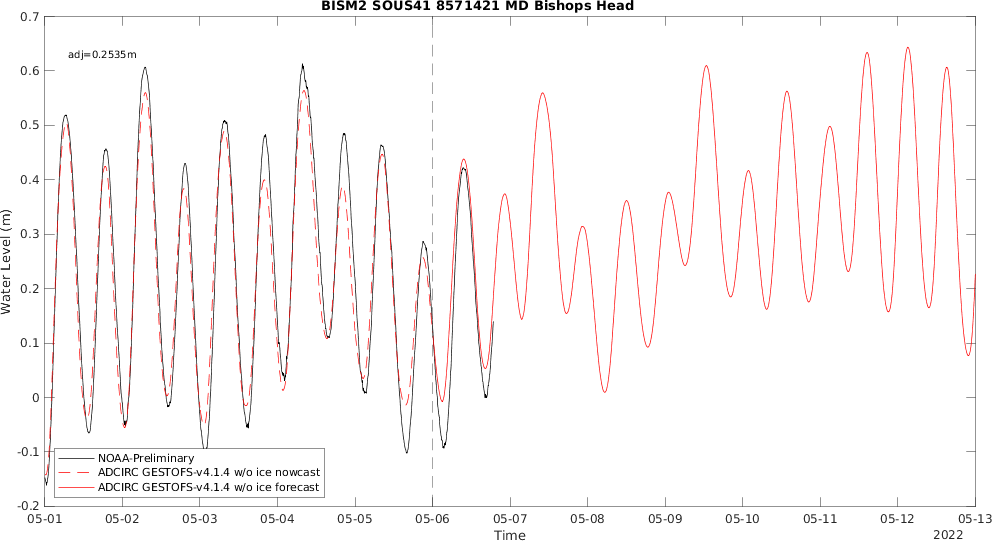 BISM2 SOUS41 8571421 MD Bishops Head
adj=0.2535m
Water Level (m)
0.7
0.6
0.5
0.4
0.3
0.2
0.1
0
-0.1
-0.2
NOAA-Preliminary
ADCIRC GESTOFS-v4.1.4 w/o ice nowcast
ADCIRC GESTOFS-v4.1.4 w/o ice forecast
05-01 05-02 05-03 05-04 05-05 05-06 05-07 05-08 05-09 05-10 05-11 05-12 05-13
Time
2022